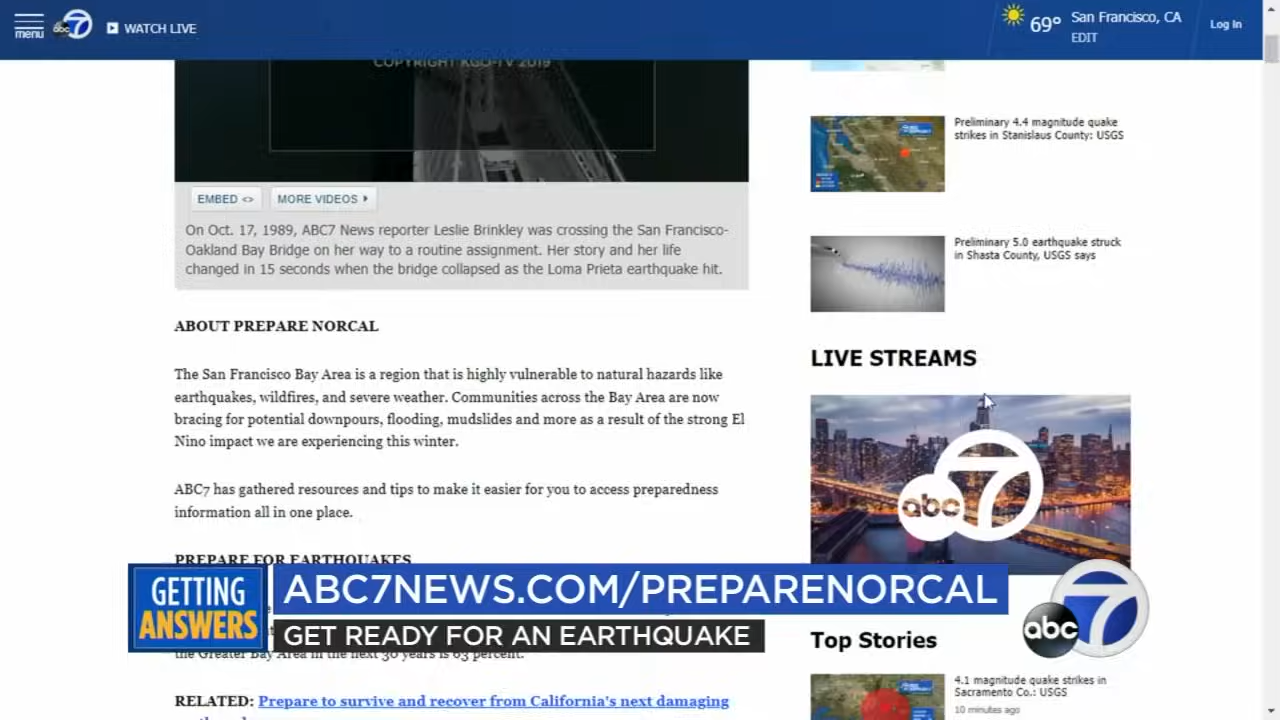 menu
abc 7
WATCH LIVE
69°
San Francisco, CA
EDIT
Log In
COPYRIGHT KGO-TV 2019
EMBED <>
MORE VIDEOS
On Oct. 17, 1989, ABC7 News reporter Leslie Brinkley was crossing the San Francisco-
Oakland Bay Bridge on her way to a routine assignment. Her story and her life
changed in 15 seconds when the bridge collapsed as the Loma Prieta earthquake hit.
ABOUT PREPARE NORCAL
The San Francisco Bay Area is a region that is highly vulnerable to natural hazards like
earthquakes, wildfires, and severe weather. Communities across the Bay Area are now
bracing for potential downpours, flooding, mudslides and more as a result of the strong El
Nino impact we are experiencing this winter.
ABC7 has gathered resources and tips to make it easier for you to access preparedness
information all in one place.
PREPARE FOR EARTHQUAKES
the Greater Bay Area in the next 30 years is 63 percent.
RELATED: Prepare to survive and recover from California's next damaging
Preliminary 4.4 magnitude quake
strikes in Stanislaus County: USGS
Preliminary 5.0 earthquake struck
in Shasta County, USGS says
LIVE STREAMS
abc 7
Top Stories
4.1 magnitude quake strikes in
Sacramento Co.: USGS
10 minutes ago
GETTING
ANSWERS
ABC7NEWS.COM/PREPARENORCAL
GET READY FOR AN EARTHQUAKE
abc 7